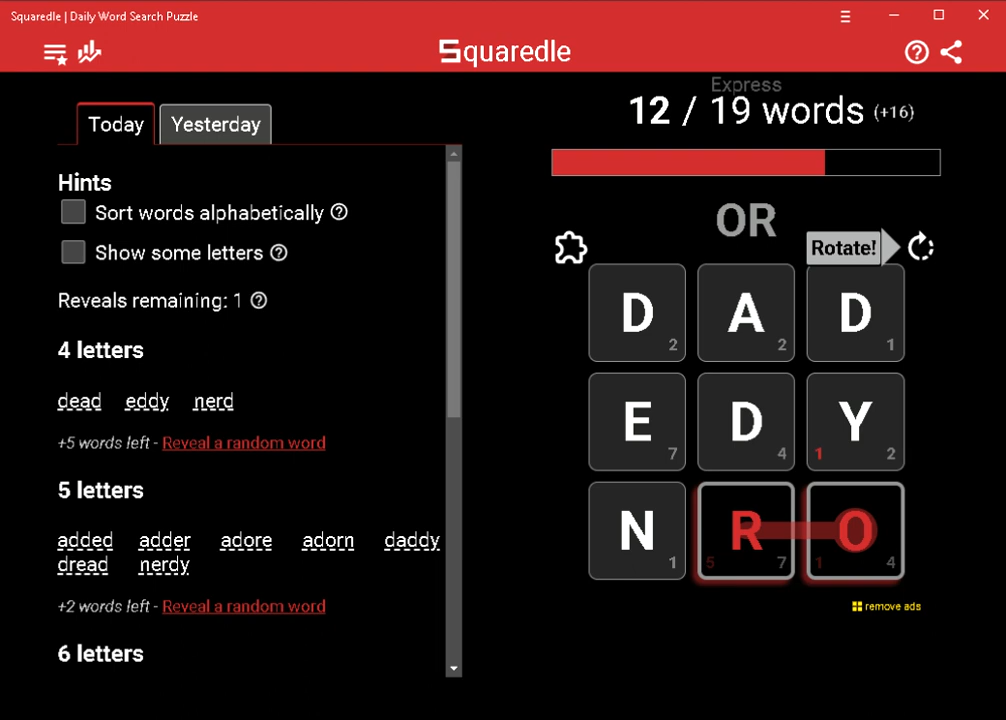 Squaredle | Daily Word Search Puzzle
Squaredle
Today
Yesterday
Hints
Sort words alphabetically
Show some letters
Reveals remaining: 1
4 letters
dead eddy nerd
+5 words left - Reveal a random word
5 letters
added adder adore adorn daddy
dread nerdy
+2 words left - Reveal a random word
6 letters
Express
12 / 19 words (+16)
OR
Rotate!
D 2 A 2 D 1
E 7 D 4 1 Y 2
N 1 5 R 7 1 O 4
remove ads